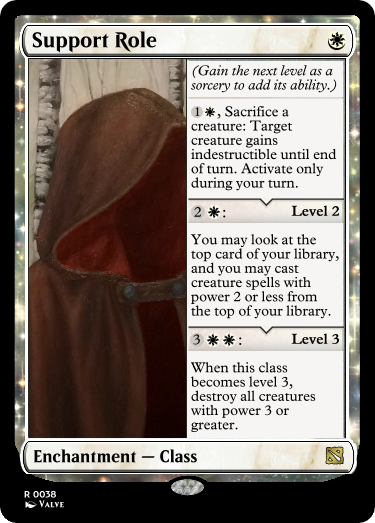 Support Role
(Gain the next level as a
sorcery to add its ability.)
1, Sacrifice a
creature: Target
creature gains
indestructible until end
of turn. Activate only
during your turn.
2 : Level 2
You may look at the
top card of your library,
and you may cast
creature spells with
power 2 or less from
the top of your library.
3 : Level 3
When this class
becomes level 3,
destroy all creatures
with power 3 or
greater.
Enchantment — Class
R 0038
Valve